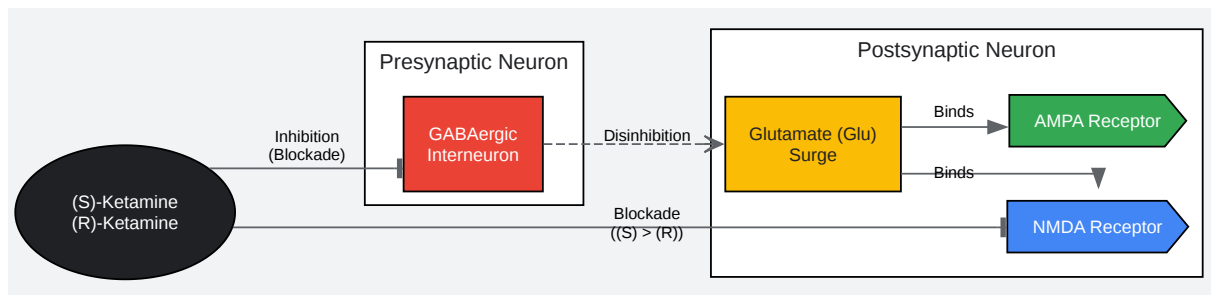 Presynaptic Neuron
Postsynaptic Neuron
GABAergic
Interneuron
Inhibition
(Blockade)
Disinhibition
Glutamate (Glu)
Surge
Binds
AMPA Receptor
Binds
(S)-Ketamine
(R)-Ketamine
Blockade
((S) > (R))
NMDA Receptor